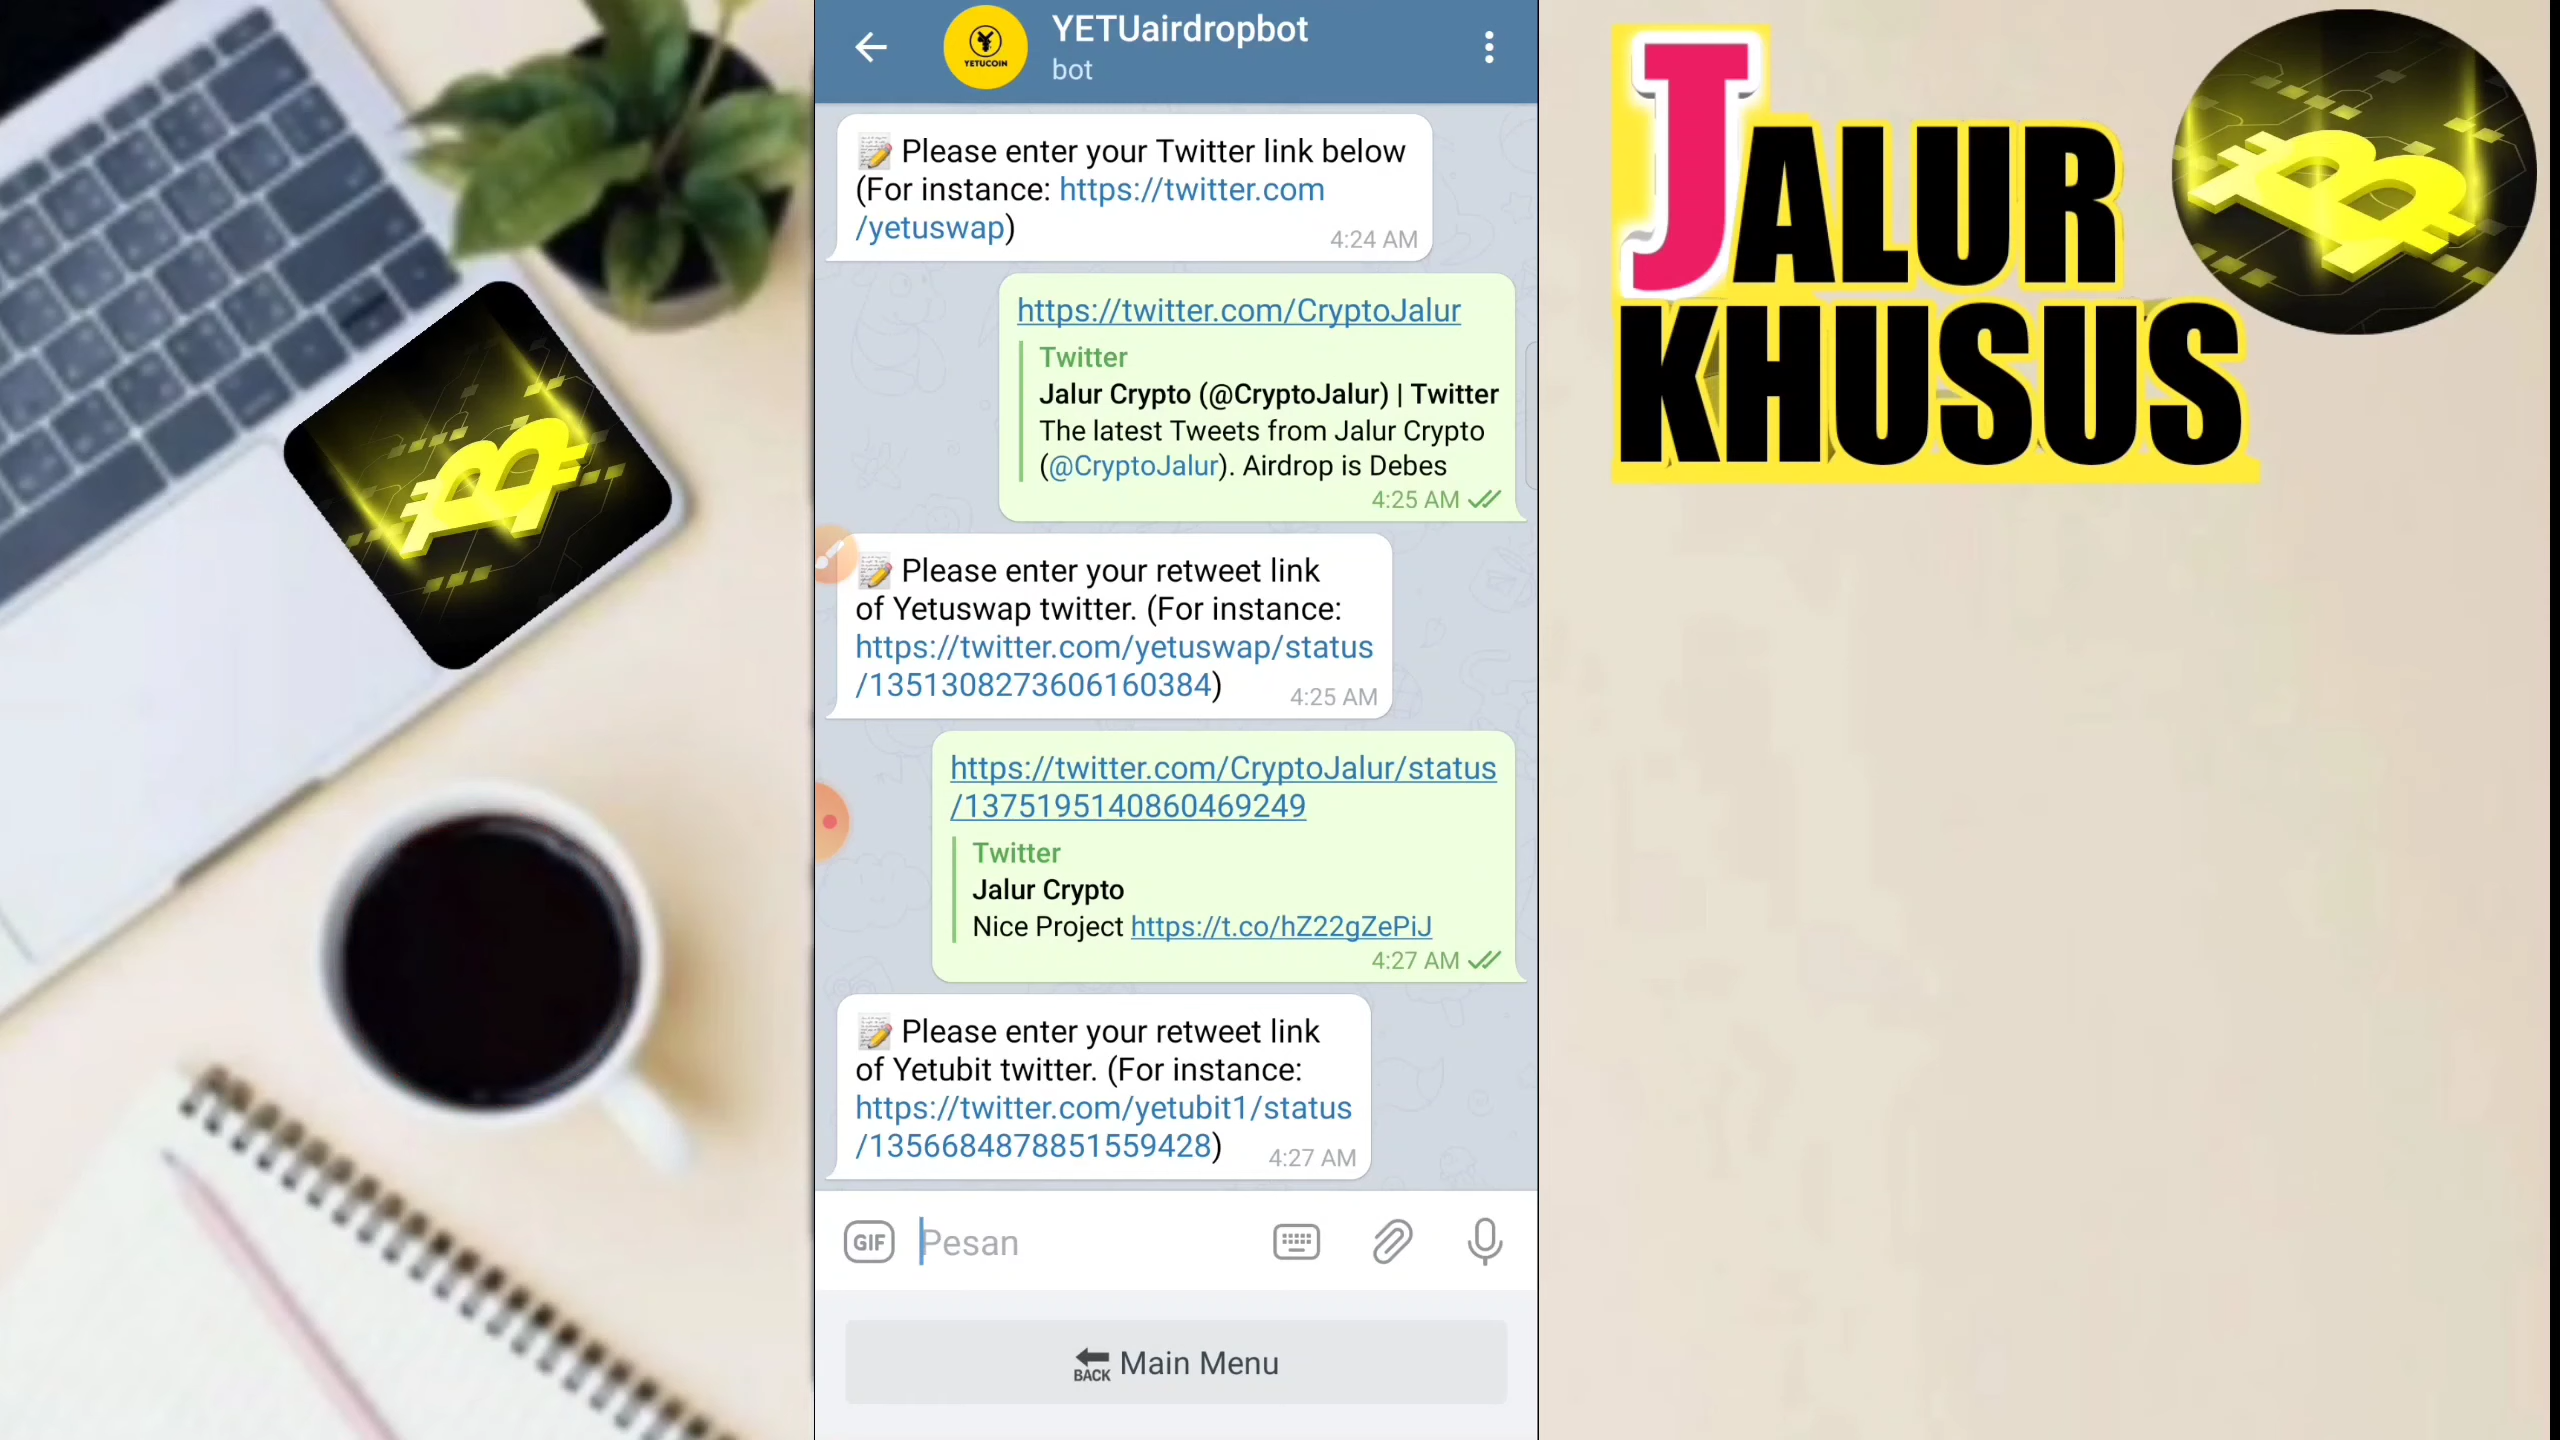 YETUairdropbot
bot
YETUCOIN
Please enter your Twitter link below
(For instance: https://twitter.com
/yetuswap)
4:24 AM
https://twitter.com/CryptoJalur
Twitter
Jalur Crypto (@CryptoJalur) | Twitter
The latest Tweets from Jalur Crypto
(@CryptoJalur). Airdrop is Debes
4:25 AM
Please enter your retweet link
of Yetuswap twitter. (For instance:
https://twitter.com/yetuswap/status
/1351308273606160384)
4:25 AM
https://twitter.com/CryptoJalur/status
/1375195140860469249
Twitter
Jalur Crypto
Nice Project https://t.co/hZ22gZePiJ
4:27 AM
Please enter your retweet link
of Yetubit twitter. (For instance:
https://twitter.com/yetubit1/status
/1356684878851559428)
4:27 AM
GIF
Pesan
BACK Main Menu
JALUR
KHUSUS